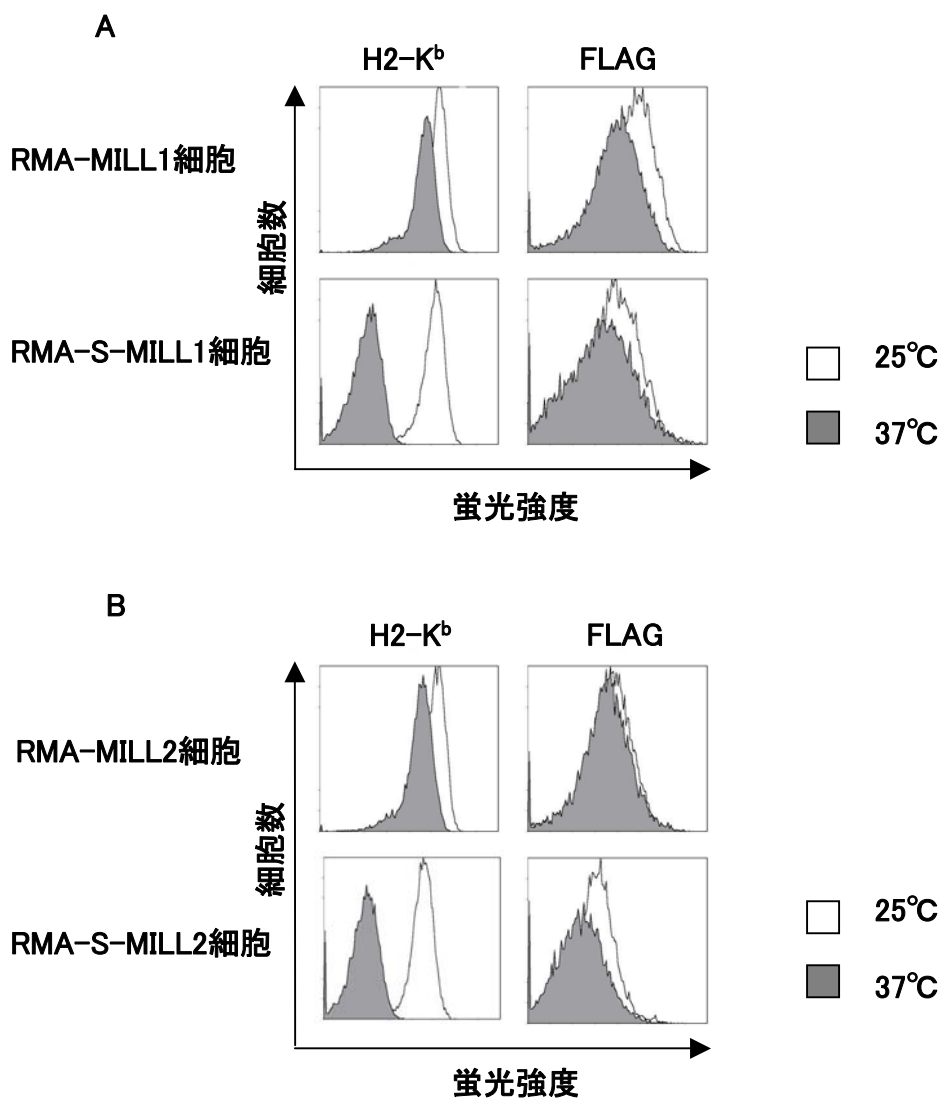 A
H2-Kᵇ FLAG
RMA-MILL1細胞
RMA-S-MILL1細胞
細胞数
25℃
37℃
蛍光強度
B
H2-Kᵇ FLAG
RMA-MILL2細胞
RMA-S-MILL2細胞
細胞数
25℃
37℃
蛍光強度